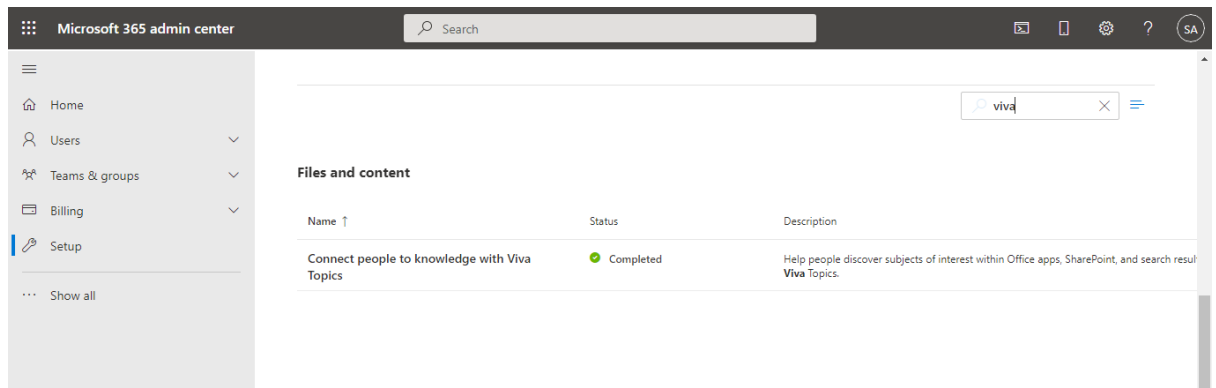 Microsoft 365 admin center
Search
SA
Home
Users
Teams & groups
Billing
Setup
Show all
viva
Files and content
Name ↑ Status Description
Connect people to knowledge with Viva Completed Help people discover subjects of interest within Office apps, SharePoint, and search resul
Topics Viva Topics.